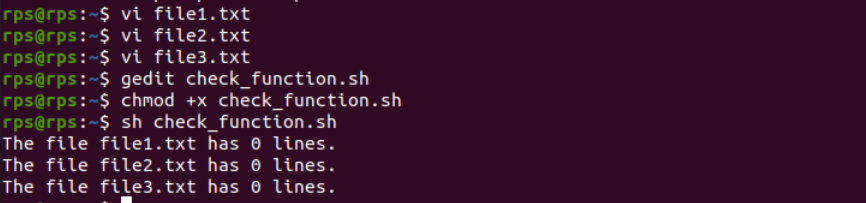 rps@rps:~$ vi file1.txt
rps@rps:~$ vi file2.txt
rps@rps:~$ vi file3.txt
rps@rps:~$ gedit check_function.sh
rps@rps:~$ chmod +x check_function.sh
rps@rps:~$ sh check_function.sh
The file file1.txt has 0 lines.
The file file2.txt has 0 lines.
The file file3.txt has 0 lines.